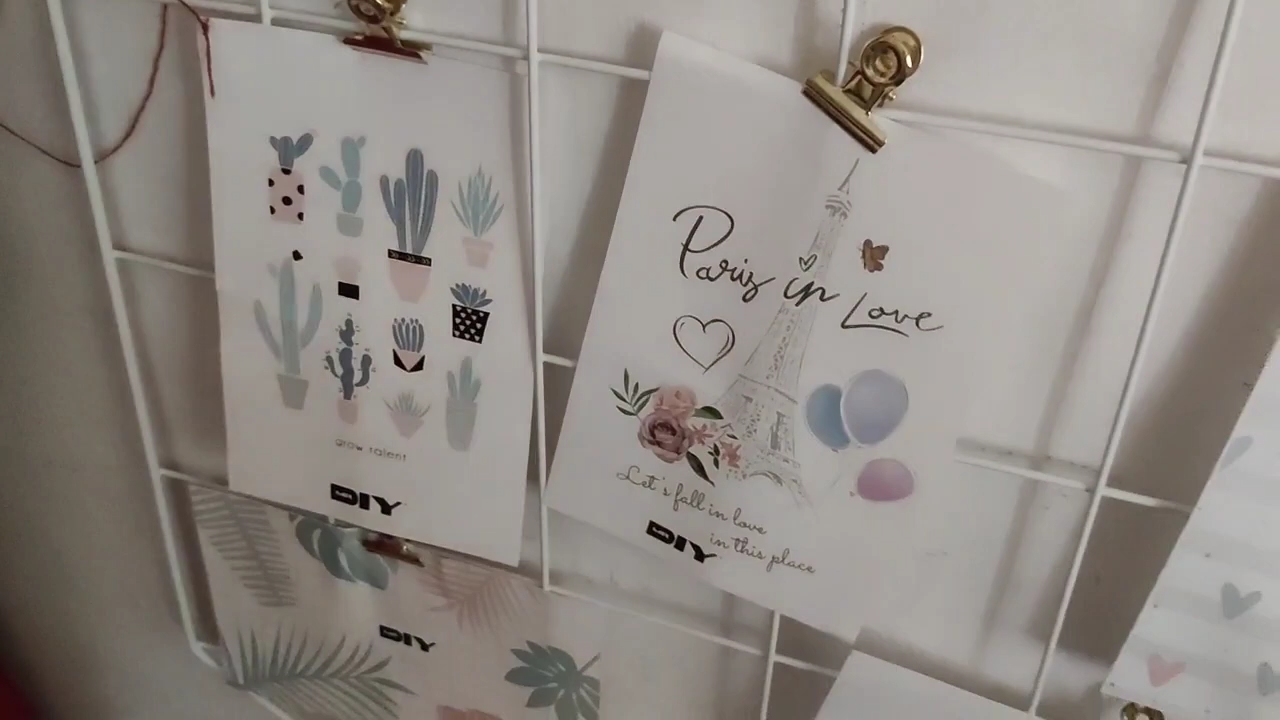 grow talent
DIY
Paris in Love
Let's fall in love
in this place
DIY
DIY